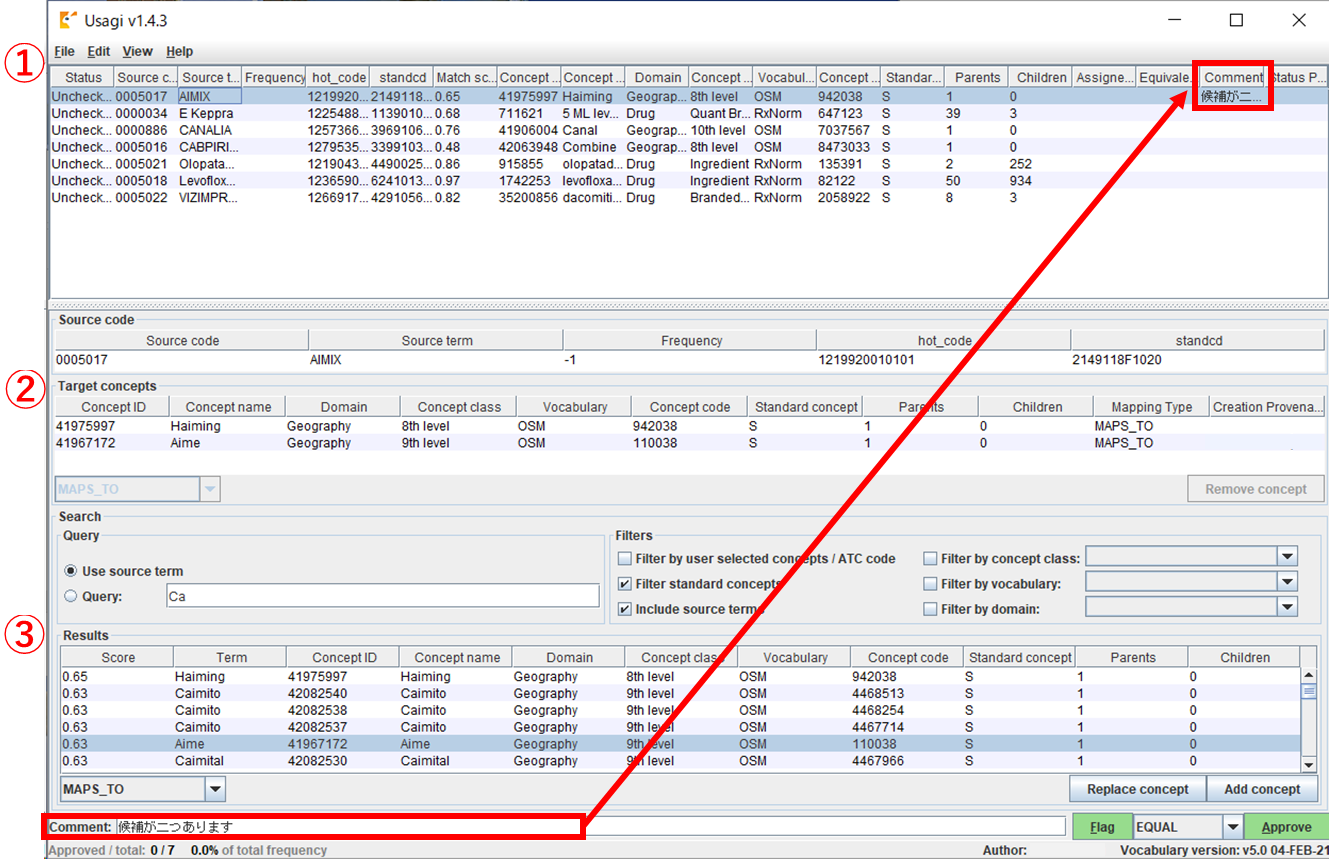 Usagi v1.4.3
① File Edit View Help
Status Source c... Source t... Frequency hot_code standcd Match sc... Concept ... Concept ... Domain Concept ... Vocabul... Concept ... Standar... Parents Children Assigne... Equivale... Comment Status P...
Uncheck... 0005017 AIMIX 1219920... 2149118... 0.65 41975997 Haiming Geograp... 8th level OSM 942038 S 1 0 候補が二...
Uncheck... 0000034 E Keppra 1225488... 1139010... 0.68 711621 5 ML lev... Drug Quant Br... RxNorm 647123 S 39 3
Uncheck... 0000886 CANALIA 1257366... 3969106... 0.76 41906004 Canal Geograp... 10th level OSM 7037567 S 1 0
Uncheck... 0005016 CABPIRI... 1279535... 3399103... 0.48 42063948 Combine Geograp... 8th level OSM 8473033 S 1 0
Uncheck... 0005021 Olopata... 1219043... 4490025... 0.86 915855 olopatad... Drug Ingredient RxNorm 135391 S 2 252
Uncheck... 0005018 Levoflox... 1236590... 6241013... 0.97 1742253 levofloxa... Drug Ingredient RxNorm 82122 S 50 934
Uncheck... 0005022 VIZIMPR... 1266917... 4291056... 0.82 35200856 dacomiti... Drug Branded... RxNorm 2058922 S 8 3
Source code
Source code Source term Frequency hot_code standcd
0005017 AIMIX -1 1219920010101 2149118F1020
② Target concepts
Concept ID Concept name Domain Concept class Vocabulary Concept code Standard concept Parents Children Mapping Type Creation Provena...
41975997 Haiming Geography 8th level OSM 942038 S 1 0 MAPS_TO
41967172 Aime Geography 9th level OSM 110038 S 1 0 MAPS_TO
MAPS_TO Remove concept
Search
Query Filters
Filter by user selected concepts / ATC code Filter by concept class:
Use source term
Filter standard concepts Filter by vocabulary:
Query: Ca
Include source terms Filter by domain:
③ Results
Score Term Concept ID Concept name Domain Concept class Vocabulary Concept code Standard concept Parents Children
0.65 Haiming 41975997 Haiming Geography 8th level OSM 942038 S 1 0
0.63 Caimito 42082540 Caimito Geography 9th level OSM 4468513 S 1 0
0.63 Caimito 42082538 Caimito Geography 9th level OSM 4468254 S 1 0
0.63 Caimito 42082537 Caimito Geography 9th level OSM 4467714 S 1 0
0.63 Aime 41967172 Aime Geography 9th level OSM 110038 S 1 0
0.63 Caimital 42082530 Caimital Geography 9th level OSM 4467966 S 1 0
MAPS_TO Replace concept Add concept
Comment: 候補が二つあります Flag EQUAL Approve
Approved / total: 0 / 7 0.0% of total frequency Author: Vocabulary version: v5.0 04-FEB-21